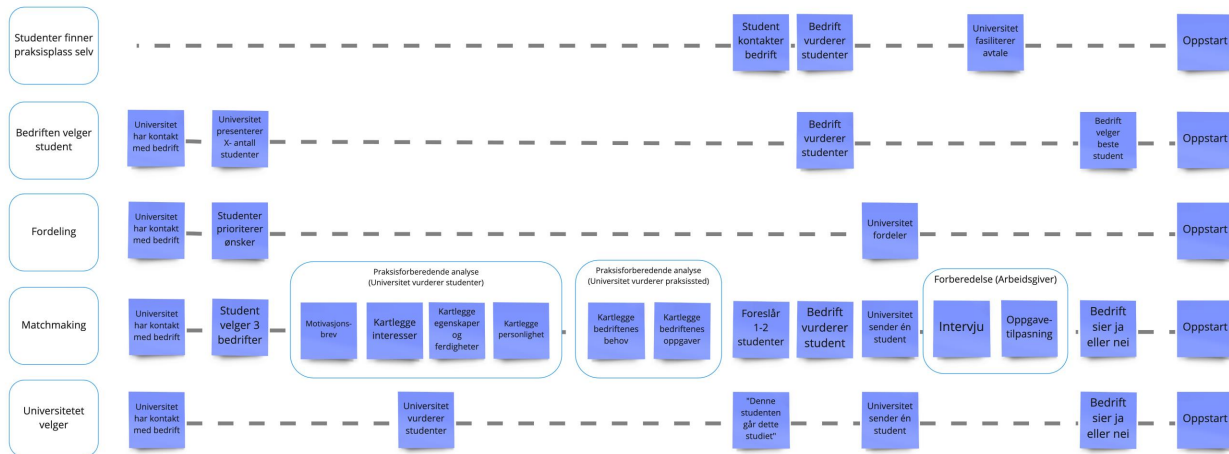 Studenter finner
praksisplass selv
Student
kontakter
bedrift
Bedrift
vurderer
studenter
Universitet
fasiliterer
avtale
Oppstart
Bedriften velger
student
Universitet
har kontakt
med bedrift
Universitet
presenterer
X- antall
studenter
Bedrift
vurderer
studenter
Bedrift
velger
beste
student
Oppstart
Fordeling
Universitet
har kontakt
med bedrift
Studenter
prioriterer
ønsker
Universitet
fordeler
Oppstart
Matchmaking
Universitet
har kontakt
med bedrift
Student
velger 3
bedrifter
Praksisforberedende analyse
(Universitet vurderer studenter)
Motivasjons-
brev
Kartlegge
interesser
Kartlegge
egenskaper
og
ferdigheter
Kartlegge
personlighet
Praksisforberedende analyse
(Universitet vurderer praksissted)
Kartlegge
bedriftenes
behov
Kartlegge
bedriftenes
oppgaver
Foreslår
1-2
studenter
Bedrift
vurderer
student
Universitet
sender én
student
Forberedelse (Arbeidsgiver)
Intervju
Oppgave-
tilpasning
Bedrift
sier ja
eller nei
Oppstart
Universitetet
velger
Universitet
har kontakt
med bedrift
Universitet
vurderer
studenter
"Denne
studenten
går dette
studiet"
Universitet
sender én
student
Bedrift
sier ja
eller nei
Oppstart